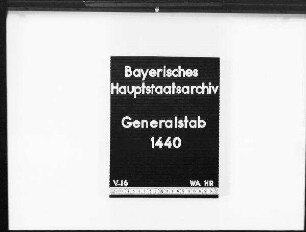 Bayerisches
Hauptstaatsarchiv
Generalstab
1440
V-16 WA HR